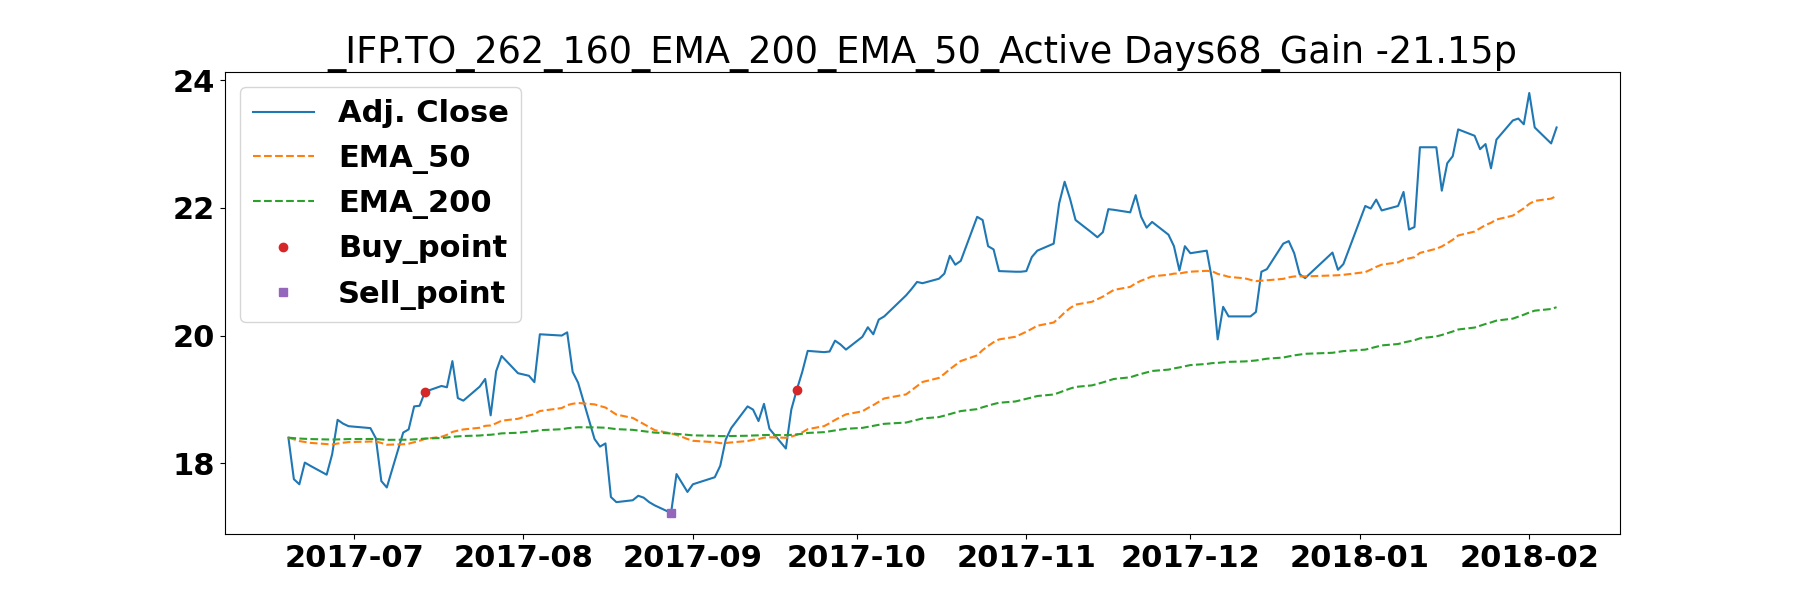 _IFP.TO_262_160_EMA_200_EMA_50_Active Days68_Gain -21.15p
24
22
20
18
Adj. Close
EMA_50
EMA_200
Buy_point
Sell_point
2017-07 2017-08 2017-09 2017-10 2017-11 2017-12 2018-01 2018-02